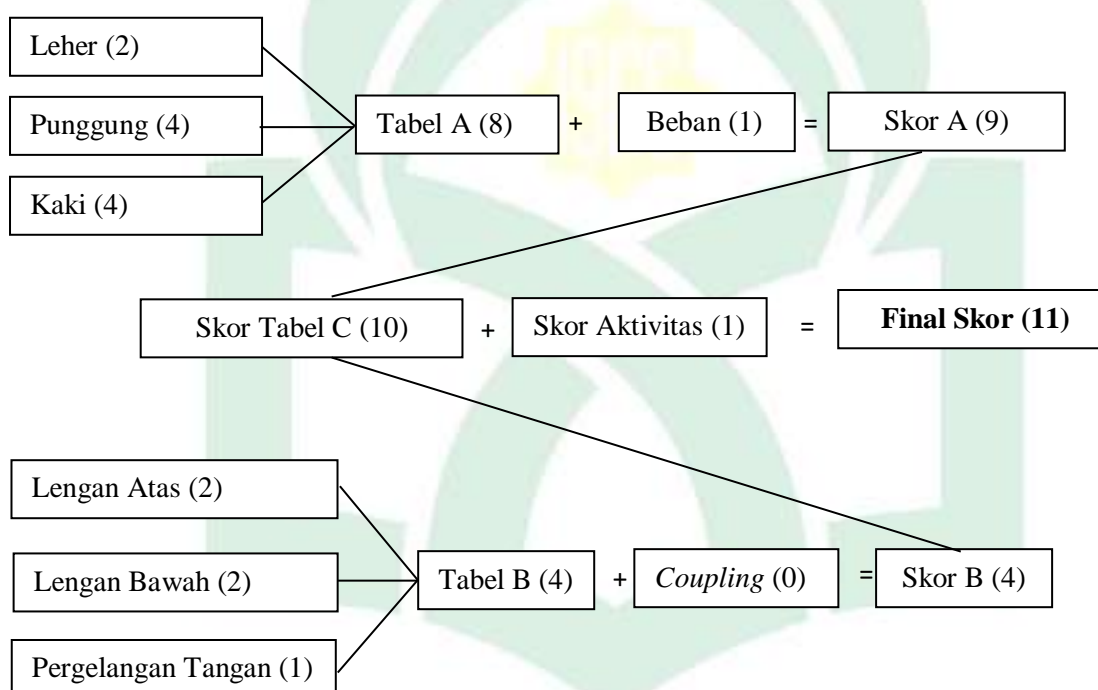 Leher (2)
Punggung (4)
Kaki (4)
Tabel A (8) + Beban (1) = Skor A (9)
Skor Tabel C (10) + Skor Aktivitas (1) = Final Skor (11)
Lengan Atas (2)
Lengan Bawah (2)
Pergelangan Tangan (1)
Tabel B (4) + Coupling (0) = Skor B (4)